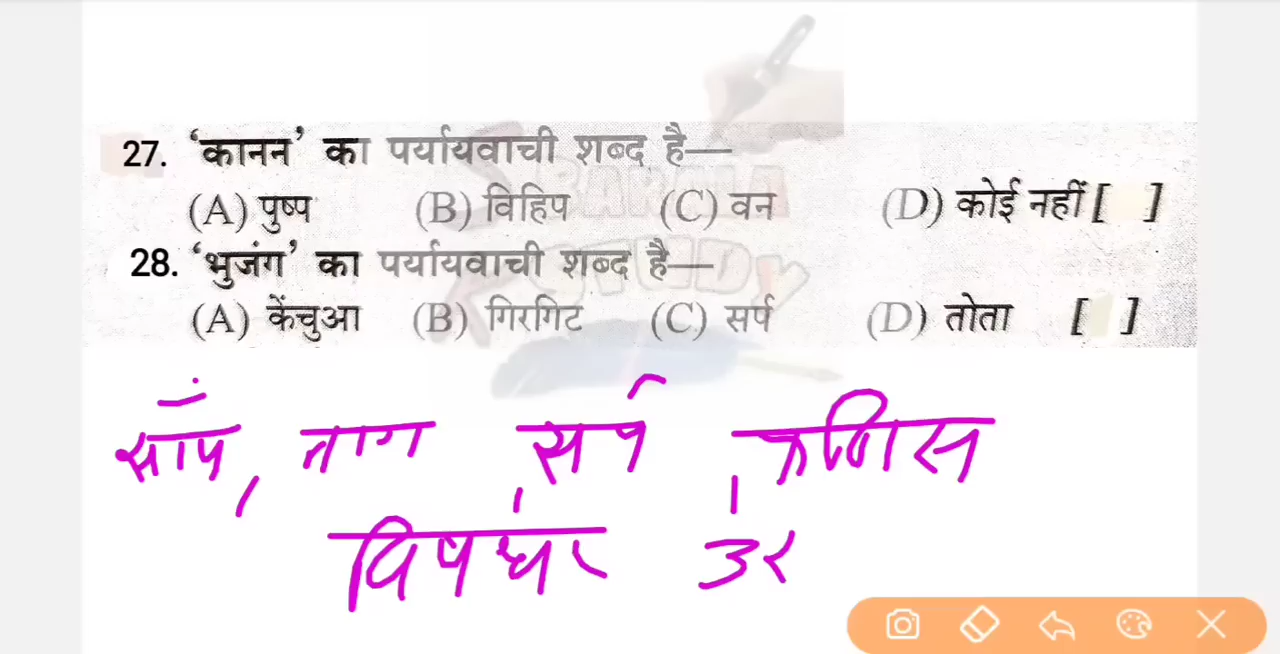 27. ‘कानन’ का पर्यायवाची शब्द है—
(A) पुष्प (B) विहिप (C) वन (D) कोई नहीं [ ]
28. ‘भुजंग’ का पर्यायवाची शब्द है—
(A) केंचुआ (B) गिरगिट (C) सर्प (D) तोता [ ]
साँप, नाग, सर्प, फणिस
विषधर उर